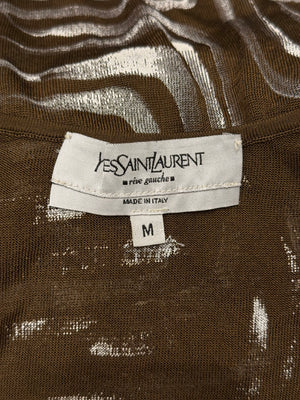 YVESSAINTLAURENT
rive gauche
MADE IN ITALY
M